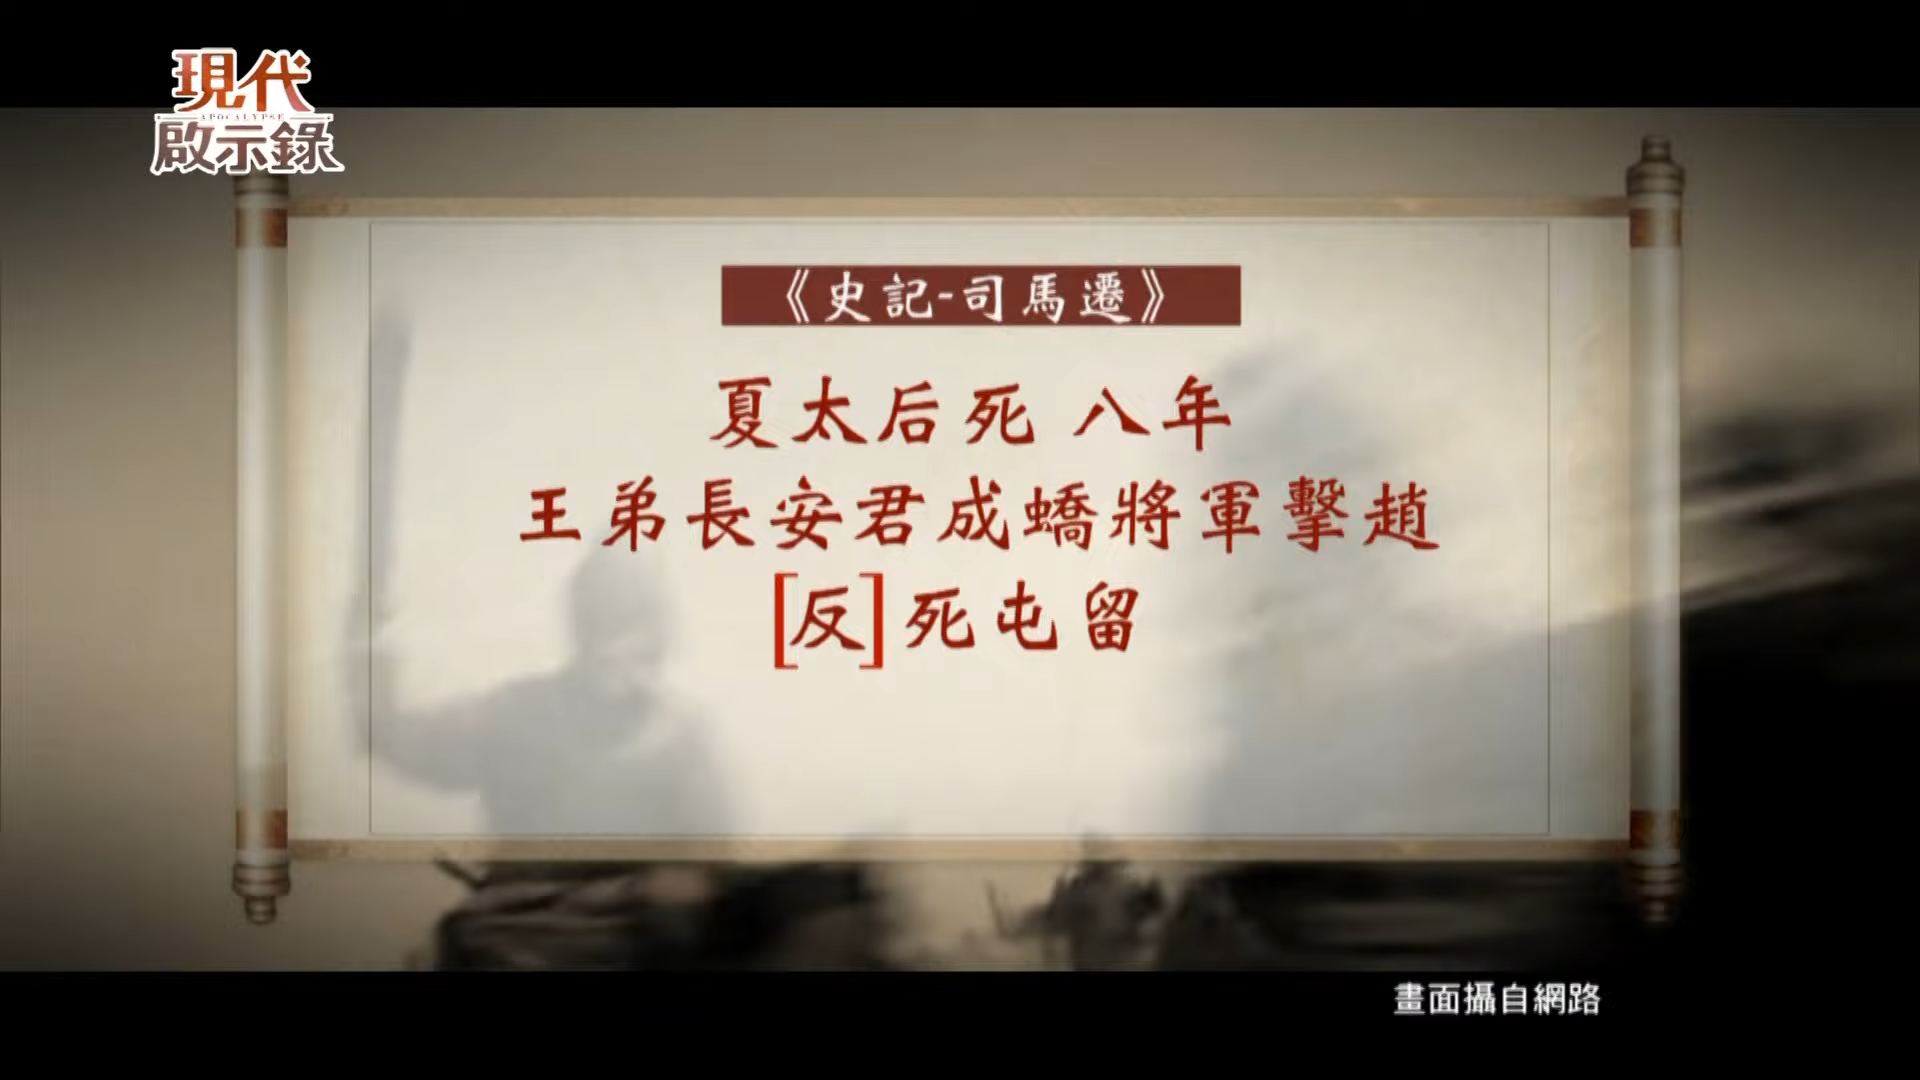 現代
APOCALYPSE
啟示錄
《史記-司馬遷》
夏太后死 八年
王弟長安君成蟜將軍擊趙
[反]死屯留
畫面攝自網路